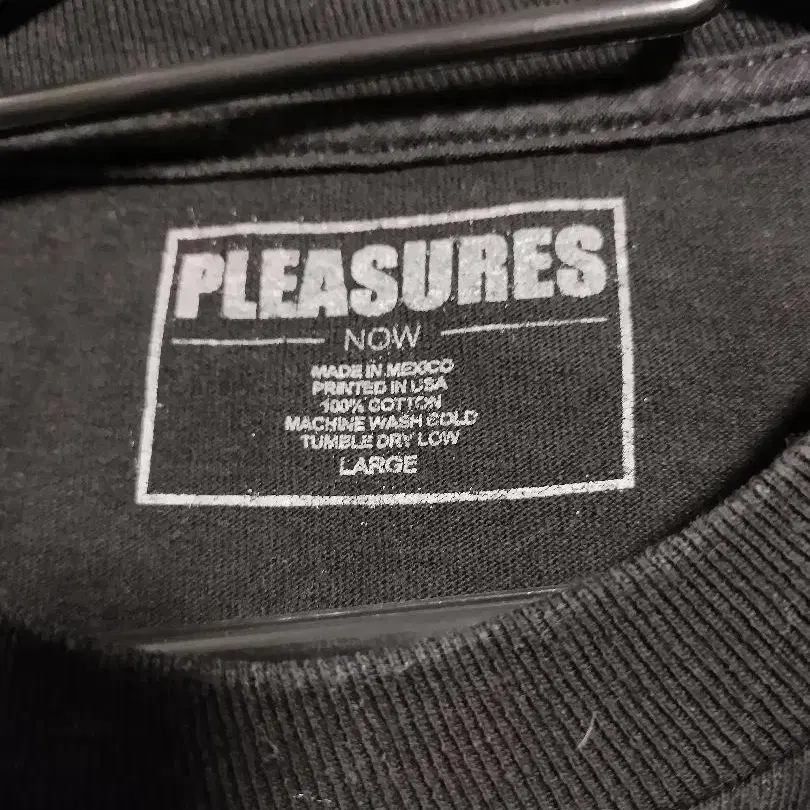 PLEASURES
NOW
MADE IN MEXICO
PRINTED IN USA
100% COTTON
MACHINE WASH COLD
TUMBLE DRY LOW
LARGE